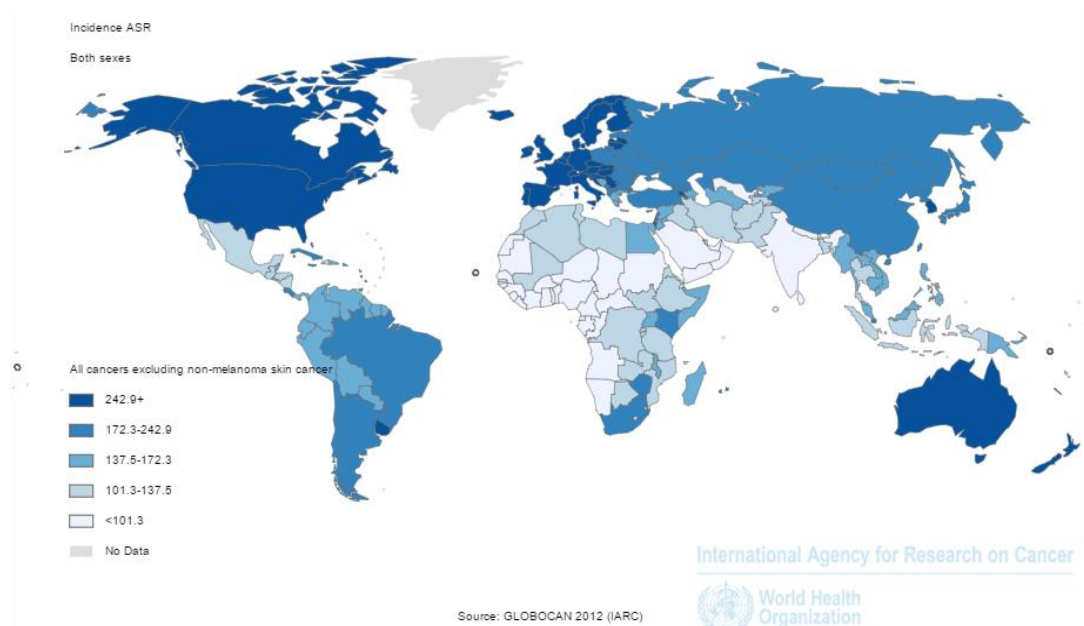 Incidence ASR
Both sexes
All cancers excluding non-melanoma skin cancer
242.9+
172.3-242.9
137.5-172.3
101.3-137.5
<101.3
No Data
International Agency for Research on Cancer
World Health
Organization
Source: GLOBOCAN 2012 (IARC)